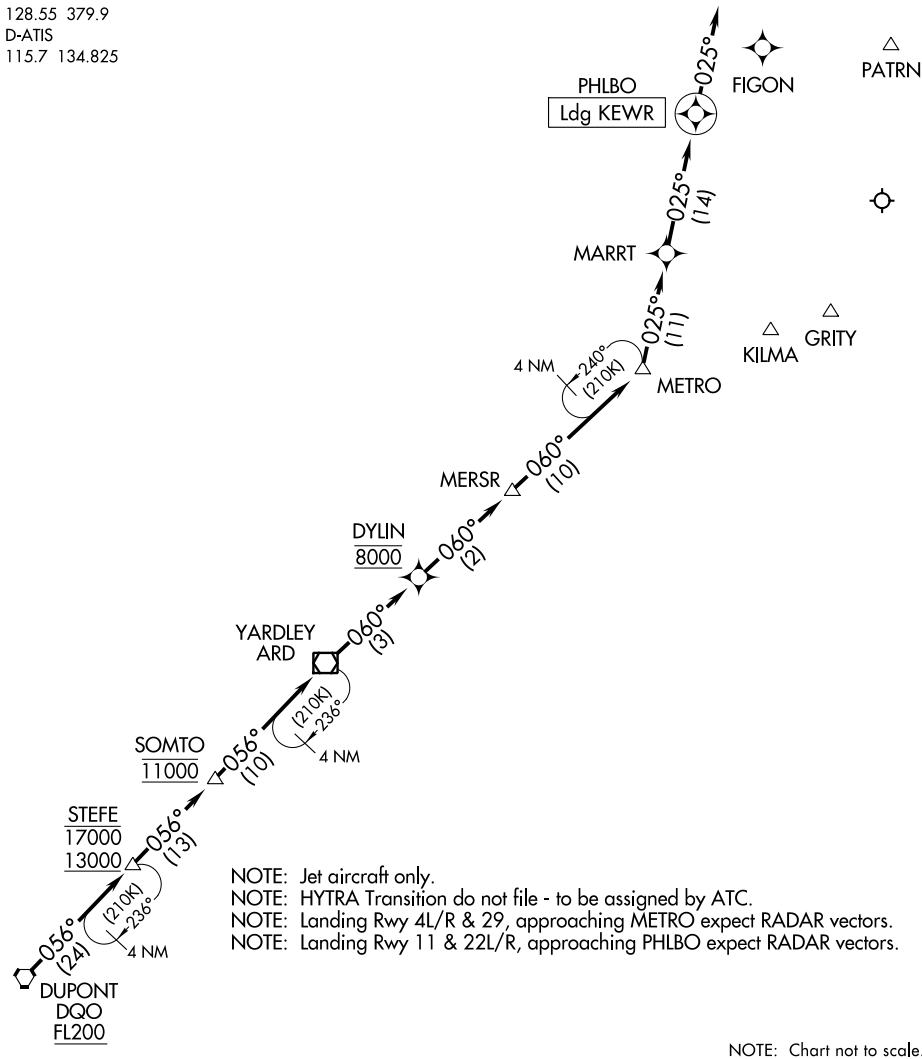 128.55 379.9
D-ATIS
115.7 134.825
025°
FIGON
PATRN
PHLBO
Ldg KEWR
025°
(14)
MARRT
025°
(11)
KILMA
GRITY
4 NM
240°
(210K)
METRO
060°
(10)
MERSR
DYLIN
8000
060°
(2)
YARDLEY
ARD
060°
(3)
(210K)
236°
4 NM
SOMTO
11000
056°
(10)
STEFE
17000
13000
056°
(13)
(210K)
236°
4 NM
056°
(24)
DUPONT
DQO
FL200
NOTE: Jet aircraft only.
NOTE: HYTRA Transition do not file - to be assigned by ATC.
NOTE: Landing Rwy 4L/R & 29, approaching METRO expect RADAR vectors.
NOTE: Landing Rwy 11 & 22L/R, approaching PHLBO expect RADAR vectors.
NOTE: Chart not to scale.